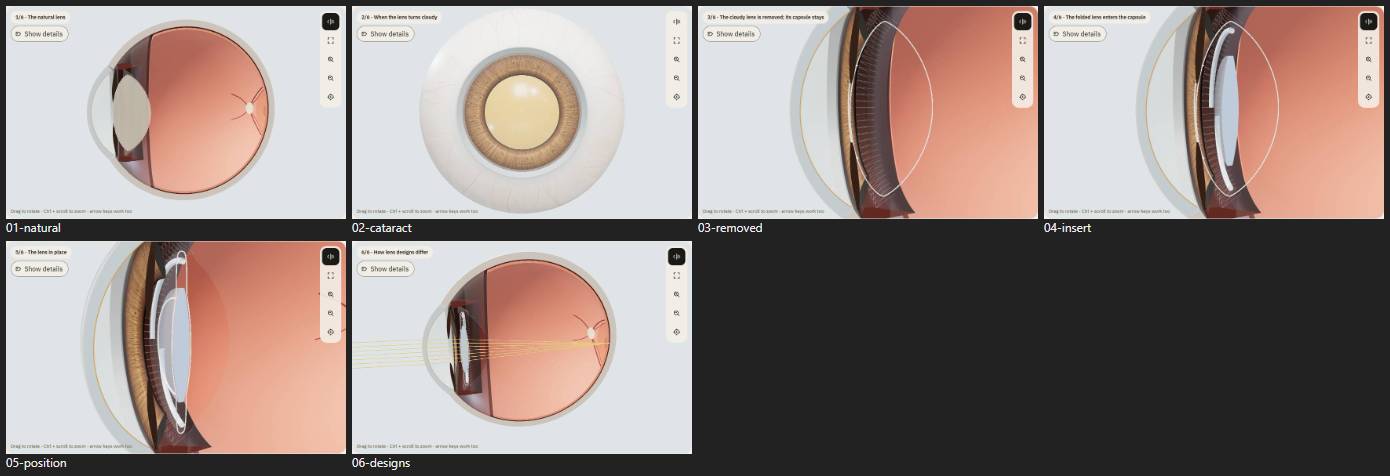 1/6 - The natural lens
Show details
Drag to rotate · Ctrl + scroll to zoom · arrow keys work too
01-natural
2/6 - When the lens turns cloudy
Show details
Drag to rotate · Ctrl + scroll to zoom · arrow keys work too
02-cataract
3/6 - The cloudy lens is removed; its capsule stays
Show details
Drag to rotate · Ctrl + scroll to zoom · arrow keys work too
03-removed
4/6 - The folded lens enters the capsule
Show details
Drag to rotate · Ctrl + scroll to zoom · arrow keys work too
04-insert
5/6 - The lens in place
Show details
Drag to rotate · Ctrl + scroll to zoom · arrow keys work too
05-position
6/6 - How lens designs differ
Show details
Drag to rotate · Ctrl + scroll to zoom · arrow keys work too
06-designs